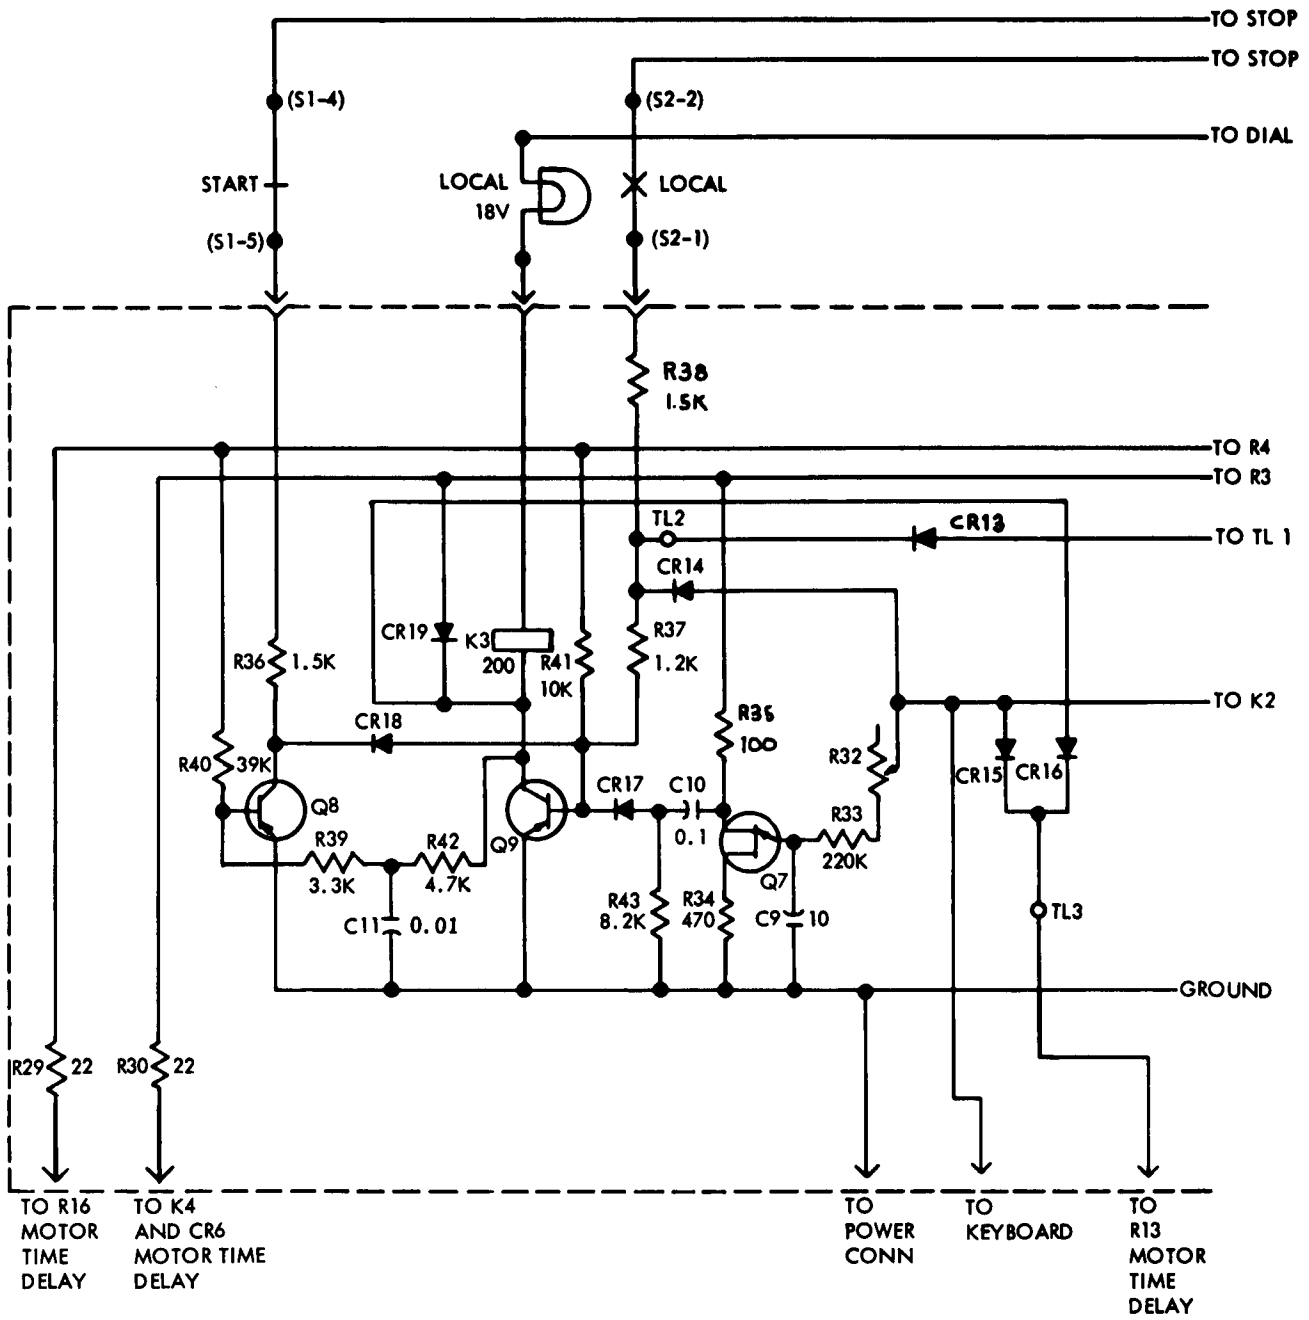 TO STOP
TO STOP
(S1-4)
(S2-2)
TO DIAL
START
LOCAL
18V
LOCAL
(S1-5)
(S2-1)
R38
1.5K
TO R4
TO R3
TL2
CR13
TO TL 1
CR14
CR19
K3
200
R41
10K
R37
1.2K
R36
1.5K
TO K2
CR18
R35
100
R40
39K
R32
CR15
CR16
Q8
CR17
C10
0.1
R33
220K
R39
3.3K
R42
4.7K
Q9
Q7
C11
0.01
R43
8.2K
R34
470
C9
10
TL3
GROUND
R29
22
R30
22
TO R16
MOTOR
TIME
DELAY
TO K4
AND CR6
MOTOR TIME
DELAY
TO
POWER
CONN
TO
KEYBOARD
TO
R13
MOTOR
TIME
DELAY